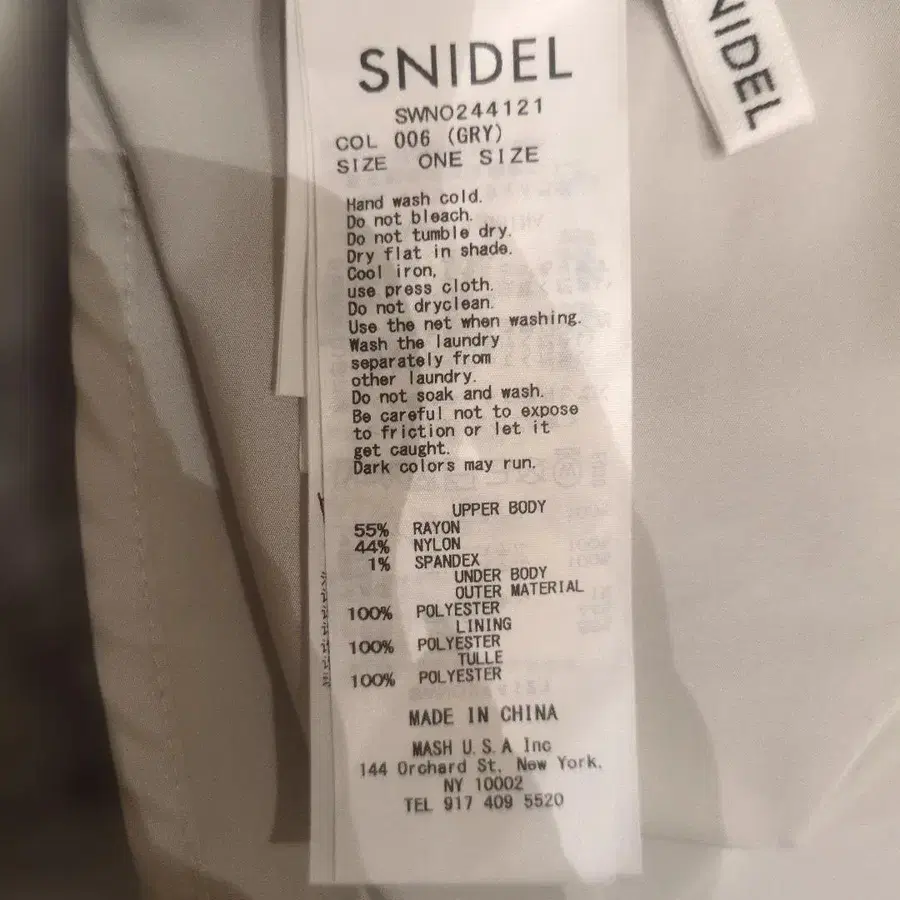 SNIDEL
SNIDEL
SWNO244121
COL 006 (GRY)
SIZE ONE SIZE
Hand wash cold.
Do not bleach.
Do not tumble dry.
Dry flat in shade.
Cool iron,
use press cloth.
Do not dryclean.
Use the net when washing.
Wash the laundry
separately from
other laundry.
Do not soak and wash.
Be careful not to expose
to friction or let it
get caught.
Dark colors may run.
UPPER BODY
55% RAYON
44% NYLON
1% SPANDEX
UNDER BODY
OUTER MATERIAL
100% POLYESTER
LINING
100% POLYESTER
TULLE
100% POLYESTER
MADE IN CHINA
MASH U.S.A Inc
144 Orchard St, New York,
NY 10002
TEL 917 409 5520